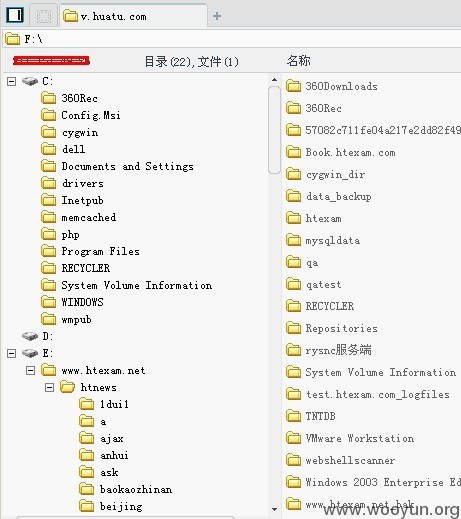 v.huatu.com
F:\
目录(22),文件(1)
名称
C:
360Rec
Config.Msi
cygwin
dell
Documents and Settings
drivers
Inetpub
memcached
php
Program Files
RECYCLER
System Volume Information
WINDOWS
wmpub
D:
E:
www.htexam.net
htnews
1dui1
a
ajax
anhui
ask
baokaozhinan
beijing
360Downloads
360Rec
57082c711fe04a217e2dd82f49
Book.htexam.com
cygwin_dir
data_backup
htexam
mysqldata
qa
qatest
RECYCLER
Repositories
rysnc服务端
System Volume Information
test.htexam.com_logfiles
TNTDB
VMware Workstation
webshellscanner
Windows 2003 Enterprise Ed
www.htexam.net_bak
www.wooyun.org